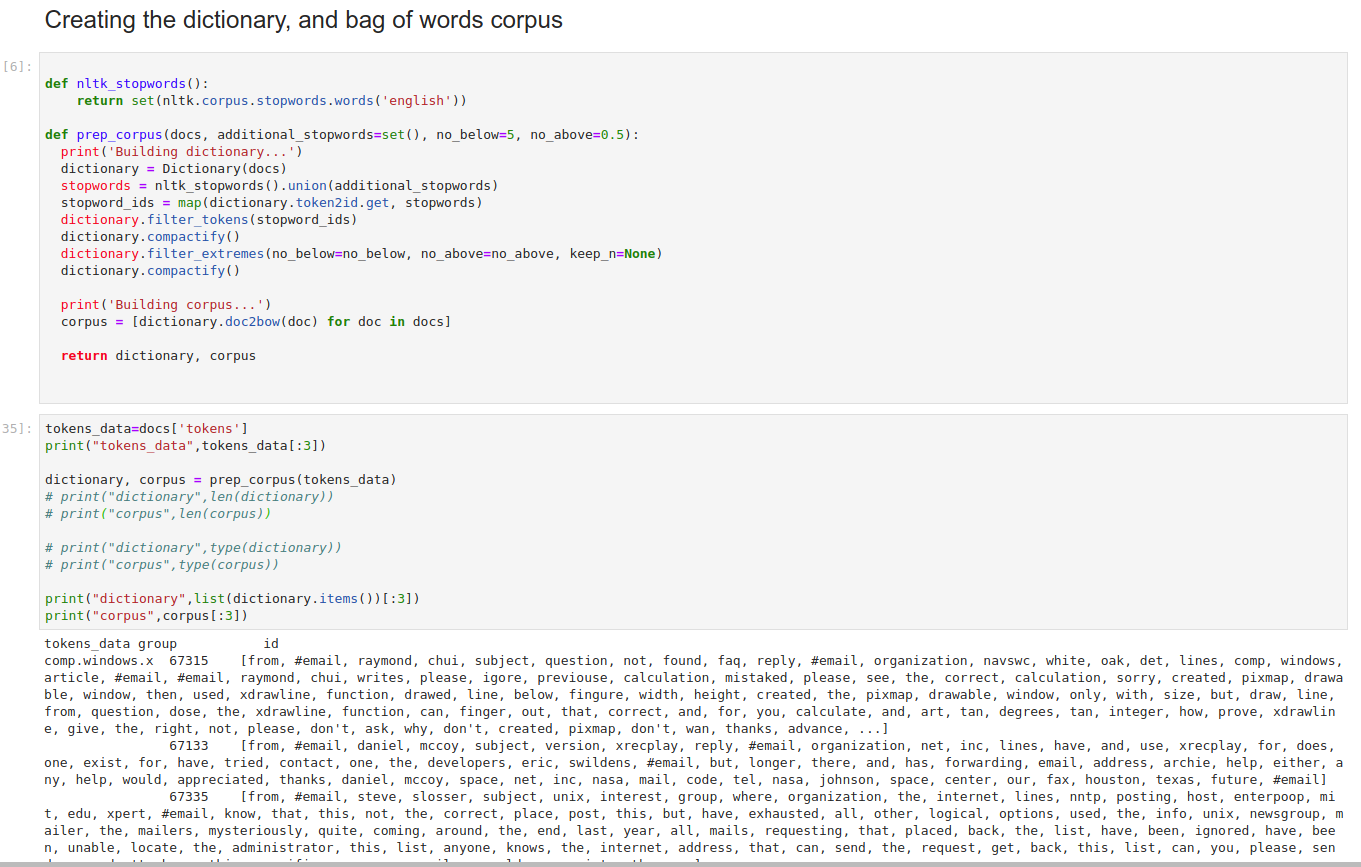 Creating the dictionary, and bag of words corpus
[6]:
def nltk_stopwords():
    return set(nltk.corpus.stopwords.words('english'))
def prep_corpus(docs, additional_stopwords=set(), no_below=5, no_above=0.5):
  print('Building dictionary...')
  dictionary = Dictionary(docs)
  stopwords = nltk_stopwords().union(additional_stopwords)
  stopword_ids = map(dictionary.token2id.get, stopwords)
  dictionary.filter_tokens(stopword_ids)
  dictionary.compactify()
  dictionary.filter_extremes(no_below=no_below, no_above=no_above, keep_n=None)
  dictionary.compactify()
  print('Building corpus...')
  corpus = [dictionary.doc2bow(doc) for doc in docs]
  return dictionary, corpus
35]:
tokens_data=docs['tokens']
print("tokens_data",tokens_data[:3])
dictionary, corpus = prep_corpus(tokens_data)
# print("dictionary",len(dictionary))
# print("corpus",len(corpus))
# print("dictionary",type(dictionary))
# print("corpus",type(corpus))
print("dictionary",list(dictionary.items())[:3])
print("corpus",corpus[:3])
tokens_data group           id
comp.windows.x  67315    [from, #email, raymond, chui, subject, question, not, found, faq, reply, #email, organization, navswc, white, oak, det, lines, comp, windows,
article, #email, #email, raymond, chui, writes, please, igore, previouse, calculation, mistaked, please, see, the, correct, calculation, sorry, created, pixmap, drawa
ble, window, then, used, xdrawline, function, drawed, line, below, fingure, width, height, created, the, pixmap, drawable, window, only, with, size, but, draw, line,
from, question, dose, the, xdrawline, function, can, finger, out, that, correct, and, for, you, calculate, and, art, tan, degrees, tan, integer, how, prove, xdrawlin
e, give, the, right, not, please, don't, ask, why, don't, created, pixmap, don't, wan, thanks, advance, ...]
                67133    [from, #email, daniel, mccoy, subject, version, xrecplay, reply, #email, organization, net, inc, lines, have, and, use, xrecplay, for, does,
one, exist, for, have, tried, contact, one, the, developers, eric, swildens, #email, but, longer, there, and, has, forwarding, email, address, archie, help, either, a
ny, help, would, appreciated, thanks, daniel, mccoy, space, net, inc, nasa, mail, code, tel, nasa, johnson, space, center, our, fax, houston, texas, future, #email]
                67335    [from, #email, steve, slosser, subject, unix, interest, group, where, organization, the, internet, lines, nntp, posting, host, enterpoop, mi
t, edu, xpert, #email, know, that, this, not, the, correct, place, post, this, but, have, exhausted, all, other, logical, options, used, the, info, unix, newsgroup, m
ailer, the, mailers, mysteriously, quite, coming, around, the, end, last, year, all, mails, requesting, that, placed, back, the, list, have, been, ignored, have, bee
n, unable, locate, the, administrator, this, list, anyone, knows, the, internet, address, that, can, send, the, request, get, back, this, list, can, you, please, sen